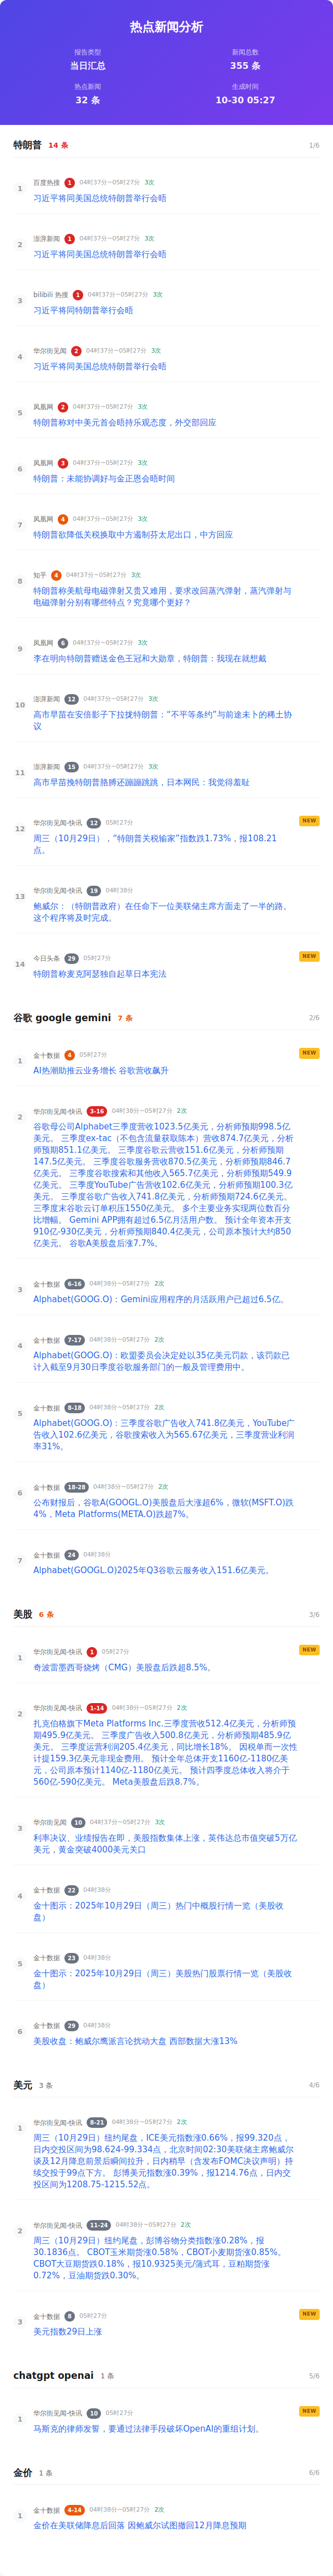 热点新闻分析
报告类型
当日汇总
新闻总数
355 条
热点新闻
32 条
生成时间
10-30 05:27
特朗普 14 条 1/6
1
百度热搜 1 04时37分~05时27分 3次
习近平将同美国总统特朗普举行会晤
2
澎湃新闻 1 04时37分~05时27分 3次
习近平将同美国总统特朗普举行会晤
3
bilibili 热搜 1 04时37分~05时27分 3次
习近平将同特朗普举行会晤
4
华尔街见闻 2 04时37分~05时27分 3次
习近平将同美国总统特朗普举行会晤
5
凤凰网 2 04时37分~05时27分 3次
特朗普称对中美元首会晤持乐观态度，外交部回应
6
凤凰网 3 04时37分~05时27分 3次
特朗普：未能协调好与金正恩会晤时间
7
凤凰网 4 04时37分~05时27分 3次
特朗普欲降低关税换取中方遏制芬太尼出口，中方回应
8
知乎 4 04时37分~05时27分 3次
特朗普称美航母电磁弹射又贵又难用，要求改回蒸汽弹射，蒸汽弹射与
电磁弹射分别有哪些特点？究竟哪个更好？
9
凤凰网 6 04时37分~05时27分 3次
李在明向特朗普赠送金色王冠和大勋章，特朗普：我现在就想戴
10
澎湃新闻 12 04时37分~05时27分 3次
高市早苗在安倍影子下拉拢特朗普：“不平等条约”与前途未卜的稀土协
议
11
澎湃新闻 15 04时37分~05时27分 3次
高市早苗挽特朗普胳膊还蹦蹦跳跳，日本网民：我觉得羞耻
12
华尔街见闻-快讯 12 05时27分 NEW
周三（10月29日），“特朗普关税输家”指数跌1.73%，报108.21
点。
13
华尔街见闻-快讯 19 04时38分
鲍威尔：（特朗普政府）在任命下一位美联储主席方面走了一半的路。
这个程序将及时完成。
14
今日头条 29 05时27分 NEW
特朗普称麦克阿瑟独自起草日本宪法
谷歌 google gemini 7 条 2/6
1
金十数据 4 05时27分 NEW
AI热潮助推云业务增长 谷歌营收飙升
2
华尔街见闻-快讯 3-16 04时38分~05时27分 2次
谷歌母公司Alphabet三季度营收1023.5亿美元，分析师预期998.5亿
美元。 三季度ex-tac（不包含流量获取陈本）营收874.7亿美元，分析
师预期851.1亿美元。 三季度谷歌云营收151.6亿美元，分析师预期
147.5亿美元。 三季度谷歌服务营收870.5亿美元，分析师预期846.7
亿美元。 三季度谷歌搜索和其他收入565.7亿美元，分析师预期549.9
亿美元。 三季度YouTube广告营收102.6亿美元，分析师预期100.3亿
美元。 三季度谷歌广告收入741.8亿美元，分析师预期724.6亿美元。
三季度末谷歌云订单积压1550亿美元。 多个主要业务实现两位数百分
比增幅。 Gemini APP拥有超过6.5亿月活用户数。 预计全年资本开支
910亿-930亿美元，分析师预期840.4亿美元，公司原本预计大约850
亿美元。 谷歌A美股盘后涨7.7%。
3
金十数据 6-16 04时38分~05时27分 2次
Alphabet(GOOG.O)：Gemini应用程序的月活跃用户已超过6.5亿。
4
金十数据 7-17 04时38分~05时27分 2次
Alphabet(GOOG.O)：欧盟委员会决定处以35亿美元罚款，该罚款已
计入截至9月30日季度谷歌服务部门的一般及管理费用中。
5
金十数据 8-18 04时38分~05时27分 2次
Alphabet(GOOG.O)：三季度谷歌广告收入741.8亿美元，YouTube广
告收入102.6亿美元，谷歌搜索收入为565.67亿美元，三季度营业利润
率31%。
6
金十数据 18-28 04时38分~05时27分 2次
公布财报后，谷歌A(GOOGL.O)美股盘后大涨超6%，微软(MSFT.O)跌
4%，Meta Platforms(META.O)跌超7%。
7
金十数据 24 04时38分
Alphabet(GOOGL.O)2025年Q3谷歌云服务收入151.6亿美元。
美股 6 条 3/6
1
华尔街见闻-快讯 1 05时27分 NEW
奇波雷墨西哥烧烤（CMG）美股盘后跌超8.5%。
2
华尔街见闻-快讯 1-14 04时38分~05时27分 2次
扎克伯格旗下Meta Platforms Inc.三季度营收512.4亿美元，分析师预
期495.9亿美元。 三季度广告收入500.8亿美元，分析师预期485.9亿
美元。 三季度运营利润205.4亿美元，同比增长18%。 因税单而一次性
计提159.3亿美元非现金费用。 预计全年总体开支1160亿-1180亿美
元，公司原本预计1140亿-1180亿美元。 预计四季度总体收入将介于
560亿-590亿美元。 Meta美股盘后跌8.7%。
3
华尔街见闻 10 04时37分~05时27分 3次
利率决议、业绩报告在即，美股指数集体上涨，英伟达总市值突破5万亿
美元，黄金突破4000美元关口
4
金十数据 22 04时38分
金十图示：2025年10月29日（周三）热门中概股行情一览（美股收
盘）
5
金十数据 23 04时38分
金十图示：2025年10月29日（周三）美股热门股票行情一览（美股收
盘）
6
金十数据 29 04时38分
美股收盘：鲍威尔鹰派言论扰动大盘 西部数据大涨13%
美元 3 条 4/6
1
华尔街见闻-快讯 8-21 04时38分~05时27分 2次
周三（10月29日）纽约尾盘，ICE美元指数涨0.66%，报99.320点，
日内交投区间为98.624-99.334点，北京时间02:30美联储主席鲍威尔
谈及12月降息前景后瞬间拉升，日内稍早（含发布FOMC决议声明）持
续交投于99点下方。 彭博美元指数涨0.39%，报1214.76点，日内交
投区间为1208.75-1215.52点。
2
华尔街见闻-快讯 11-24 04时38分~05时27分 2次
周三（10月29日）纽约尾盘，彭博谷物分类指数涨0.28%，报
30.1836点。 CBOT玉米期货涨0.58%，CBOT小麦期货涨0.85%。
CBOT大豆期货跌0.18%，报10.9325美元/蒲式耳，豆粕期货涨
0.72%，豆油期货跌0.30%。
3
金十数据 8 05时27分 NEW
美元指数29日上涨
chatgpt openai 1 条 5/6
1
华尔街见闻-快讯 10 05时27分 NEW
马斯克的律师发誓，要通过法律手段破坏OpenAI的重组计划。
金价 1 条 6/6
1
金十数据 4-14 04时38分~05时27分 2次
金价在美联储降息后回落 因鲍威尔试图撤回12月降息预期